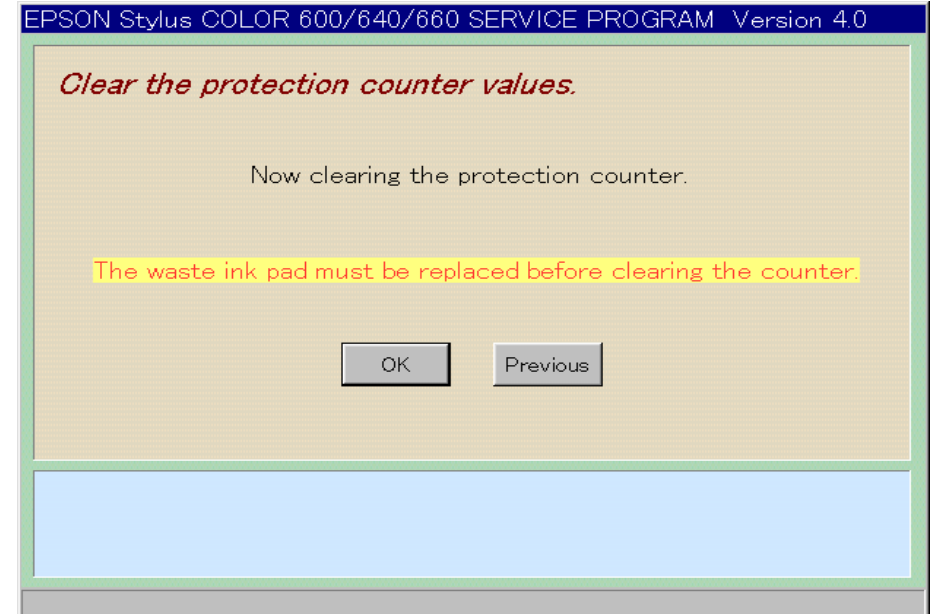 EPSON Stylus COLOR 600/640/660 SERVICE PROGRAM Version 4.0
Clear the protection counter values.
Now clearing the protection counter.
The waste ink pad must be replaced before clearing the counter.
OK
Previous